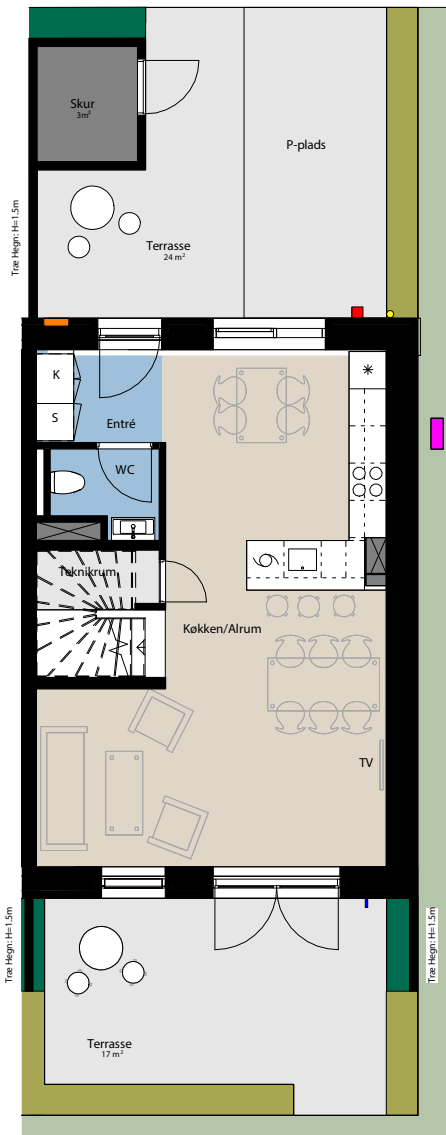 Skur
3m²
P-plads
Træ Hegn: H=1.5m
Terrasse
24 m²
K
S
Entré
WC
Teknikrum
Køkken/Alrum
TV
Træ Hegn: H=1.5m
Træ Hegn: H=1.5m
Terrasse
17 m²